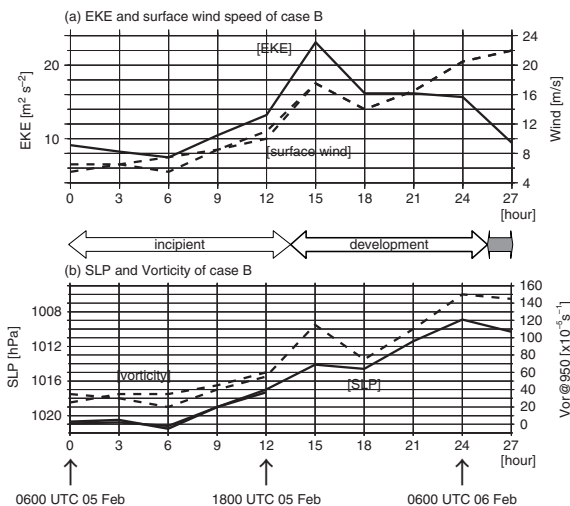 (a) EKE and surface wind speed of case B
[EKE]
[surface wind]
EKE [m² s⁻²]
20
10
Wind [m/s]
24
20
16
12
8
4
0 3 6 9 12 15 18 21 24 27
[hour]
incipient
development
(b) SLP and Vorticity of case B
[vorticity]
[SLP]
SLP [hPa]
1008
1012
1016
1020
Vor@950 [x10⁻⁵s⁻¹]
160
140
120
100
80
60
40
20
0
0 3 6 9 12 15 18 21 24 27
[hour]
0600 UTC 05 Feb 1800 UTC 05 Feb 0600 UTC 06 Feb